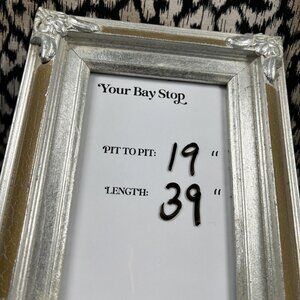 Your Bay Stop
PIT TO PIT: 19 "
LENGTH: 39 "